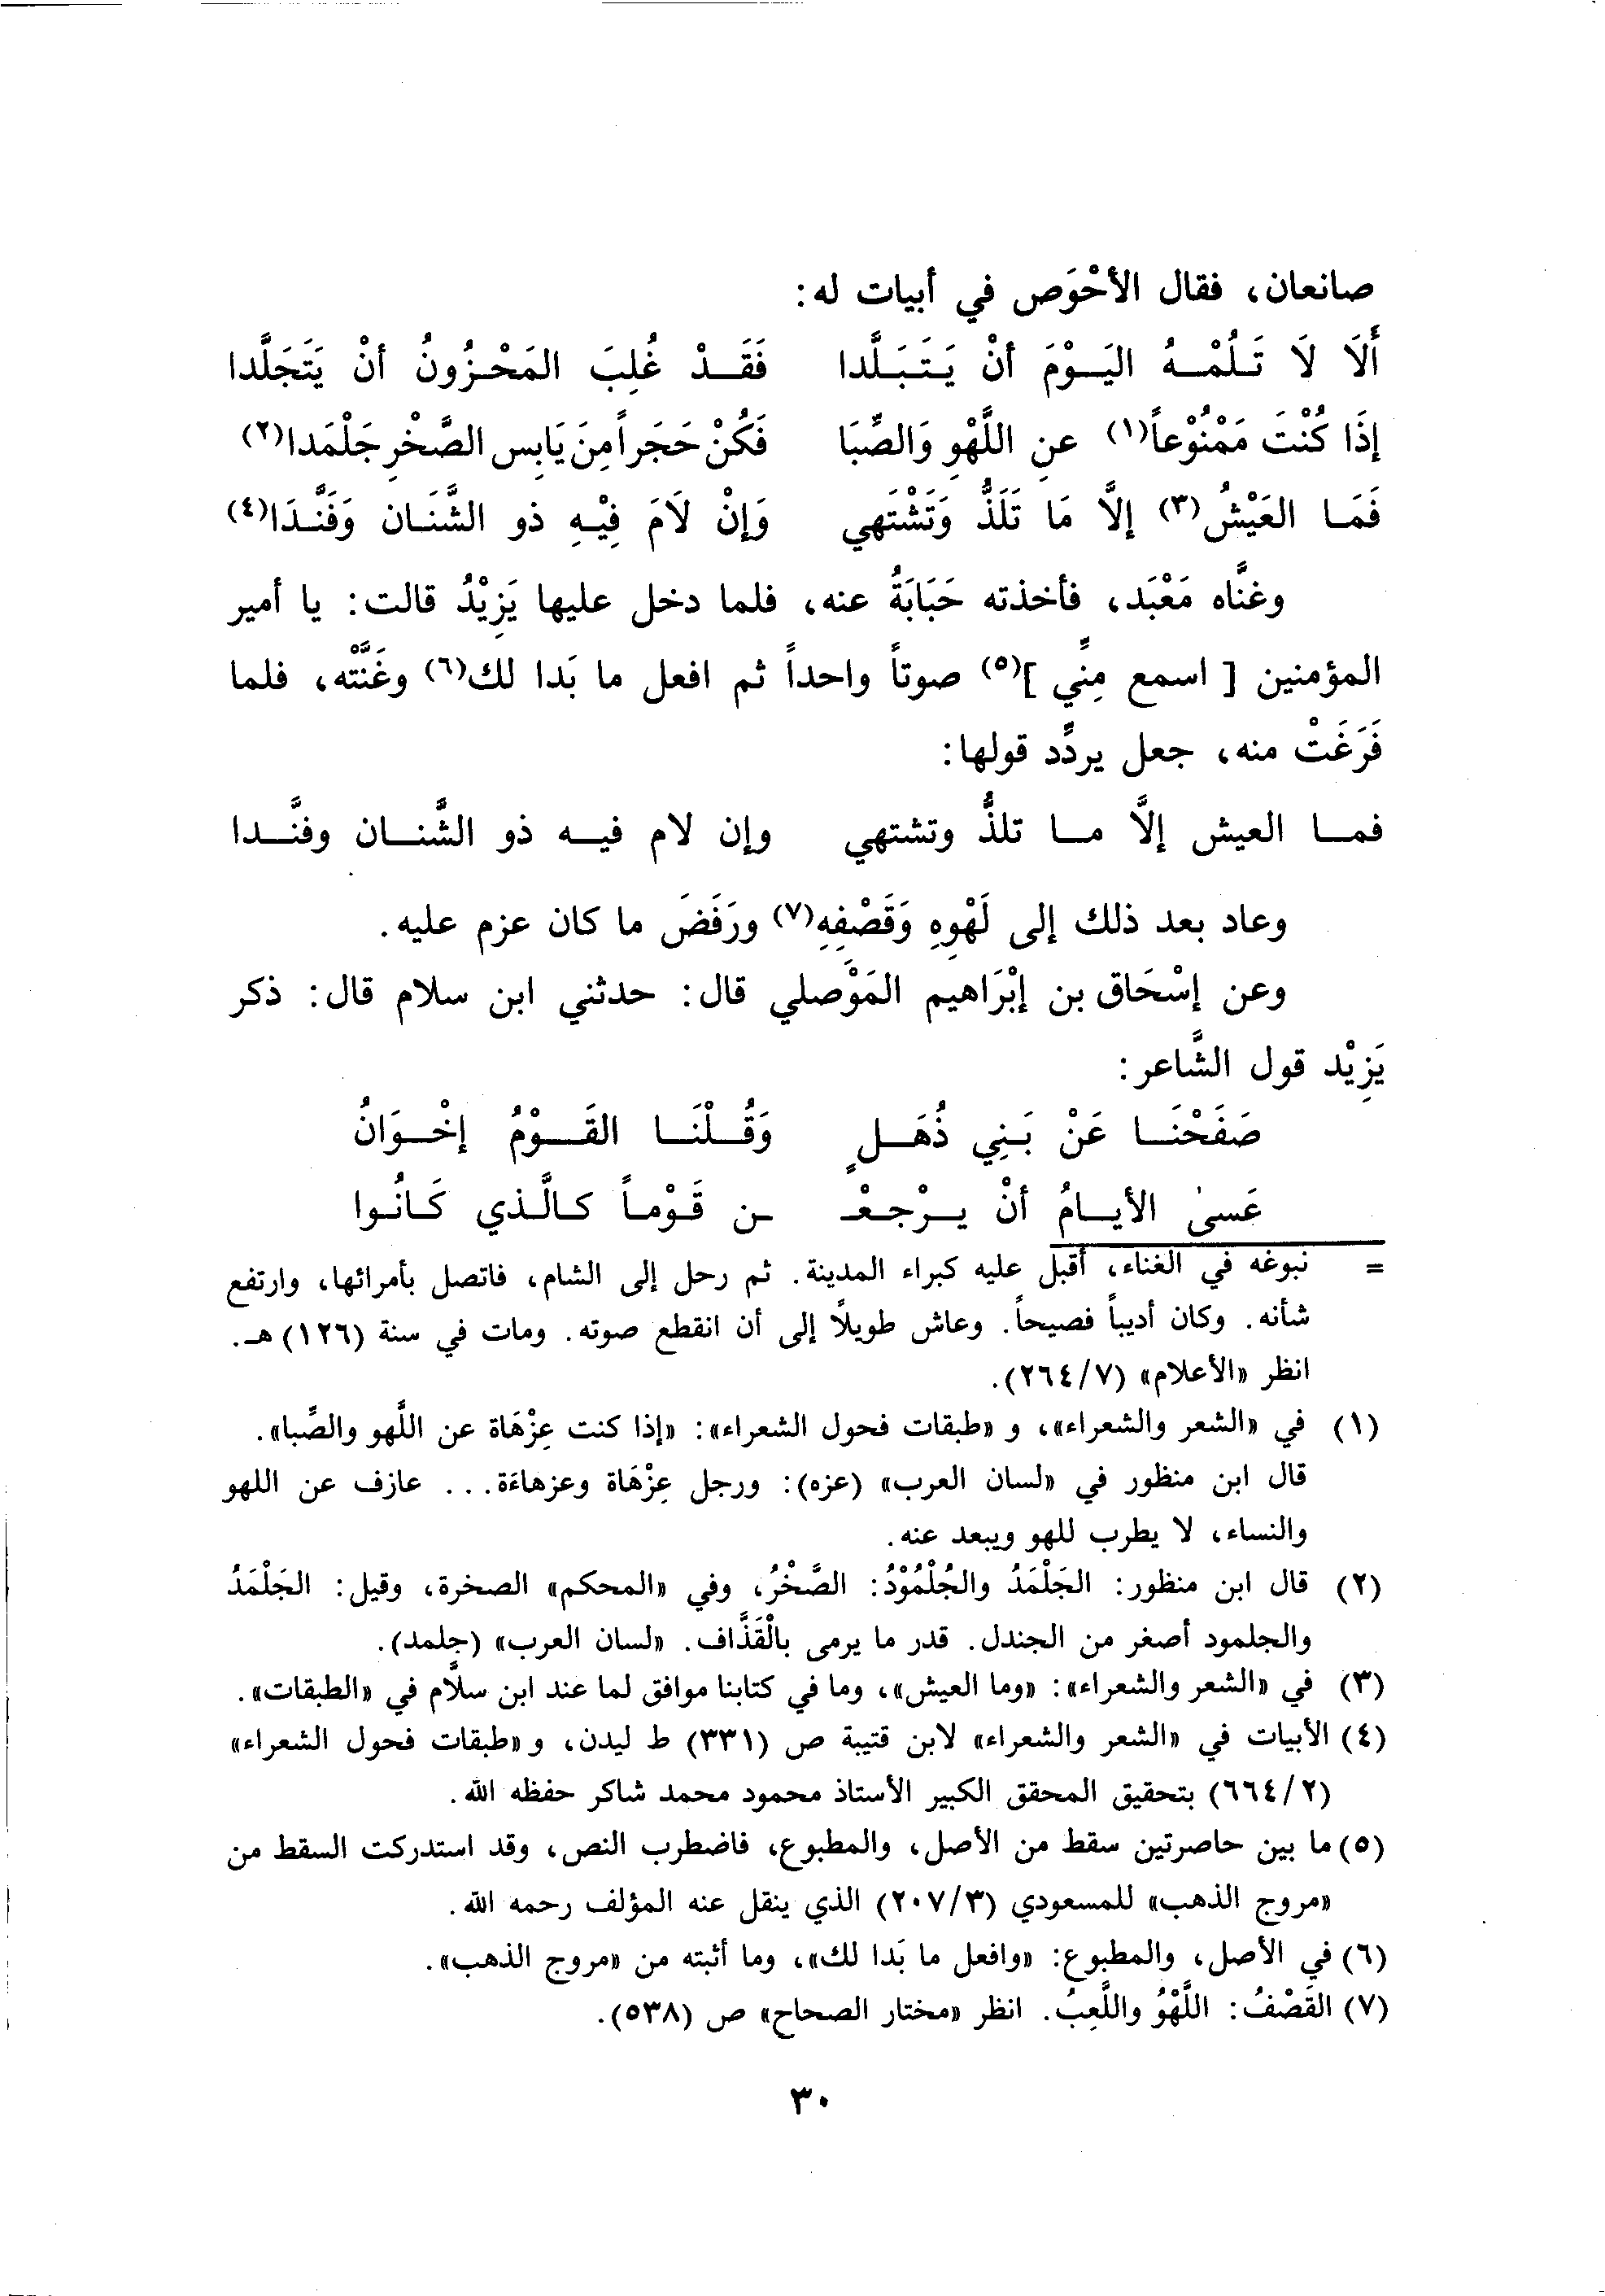 صانعان، فقال الأحْوَص في أبيات له:
أَلَا لَا تَلُمْهُ اليَوْمَ أنْ يَتَبَلَّدا فَقَدْ غُلِبَ المَحْزُونُ أنْ يَتَجَلَّدا
إذَا كُنْتَ مَمْنُوْعاً(١) عنِ اللَّهْوِ وَالصِّبَا فَكُنْ حَجَراً مِنَ يَابِس الصَّخْرِ جَلْمَدا(٢)
فَمَا العَيْشُ(٣) إلَّا مَا تَلَذُّ وَتَشْتَهي وَإنْ لَامَ فِيْهِ ذو الشَّنَان وَفَنَّدَا(٤)
وغنَّاه مَعْبَد، فأخذته حَبَابَةُ عنه، فلما دخل عليها يَزِيْدُ قالت: يا أمير
المؤمنين [ اسمع مِنِّي ](٥) صوتاً واحداً ثم افعل ما بَدا لك(٦) وغَنَّتْه، فلما
فَرَغَتْ منه، جعل يردِّد قولها:
فما العيش إلَّا ما تلذُّ وتشتهي وإن لام فيه ذو الشَّنان وفنَّدا
وعاد بعد ذلك إلى لَهْوِهِ وَقَصْفِهِ(٧) ورَفَضَ ما كان عزم عليه.
وعن إسْحَاق بن إبْرَاهيم المَوْصلي قال: حدثني ابن سلام قال: ذكر
يَزِيْد قول الشَّاعر:
صَفَحْنَا عَنْ بَنِي ذُهَلٍ وَقُلْنَا القَوْمُ إخْوَانُ
عَسىٰ الأيامُ أنْ يرْجعْـ ـن قَوْماً كالَّذي كَانُوا
= نبوغه في الغناء، أقبل عليه كبراء المدينة. ثم رحل إلى الشام، فاتصل بأمرائها، وارتفع
شأنه. وكان أديباً فصيحاً. وعاش طويلاً إلى أن انقطع صوته. ومات في سنة (١٢٦) هـ.
انظر «الأعلام» (٢٦٤/٧).
(١) في «الشعر والشعراء»، و «طبقات فحول الشعراء»: «إذا كنت عِزْهَاة عن اللَّهو والصِّبا».
قال ابن منظور في «لسان العرب» (عزه): ورجل عِزْهَاة وعزهاءَة... عازف عن اللهو
والنساء، لا يطرب للهو ويبعد عنه.
(٢) قال ابن منظور: الجَلْمَدُ والجُلْمُوْدُ: الصَّخْرُ، وفي «المحكم» الصخرة، وقيل: الجَلْمَدُ
والجلمود أصغر من الجندل. قدر ما يرمى بالْقَذَّاف. «لسان العرب» (جلمد).
(٣) في «الشعر والشعراء»: «وما العيش»، وما في كتابنا موافق لما عند ابن سلاَّم في «الطبقات».
(٤) الأبيات في «الشعر والشعراء» لابن قتيبة ص (٣٣١) ط ليدن، و«طبقات فحول الشعراء»
(٦٦٤/٢) بتحقيق المحقق الكبير الأستاذ محمود محمد شاكر حفظه الله.
(٥) ما بين حاصرتين سقط من الأصل، والمطبوع، فاضطرب النص، وقد استدركت السقط من
«مروج الذهب» للمسعودي (٢٠٧/٣) الذي ينقل عنه المؤلف رحمه الله.
(٦) في الأصل، والمطبوع: «وافعل ما بَدا لك»، وما أثبته من «مروج الذهب».
(٧) القَصْفُ: اللَّهْوُ واللَّعِبُ. انظر «مختار الصحاح» ص (٥٣٨).
٣٠